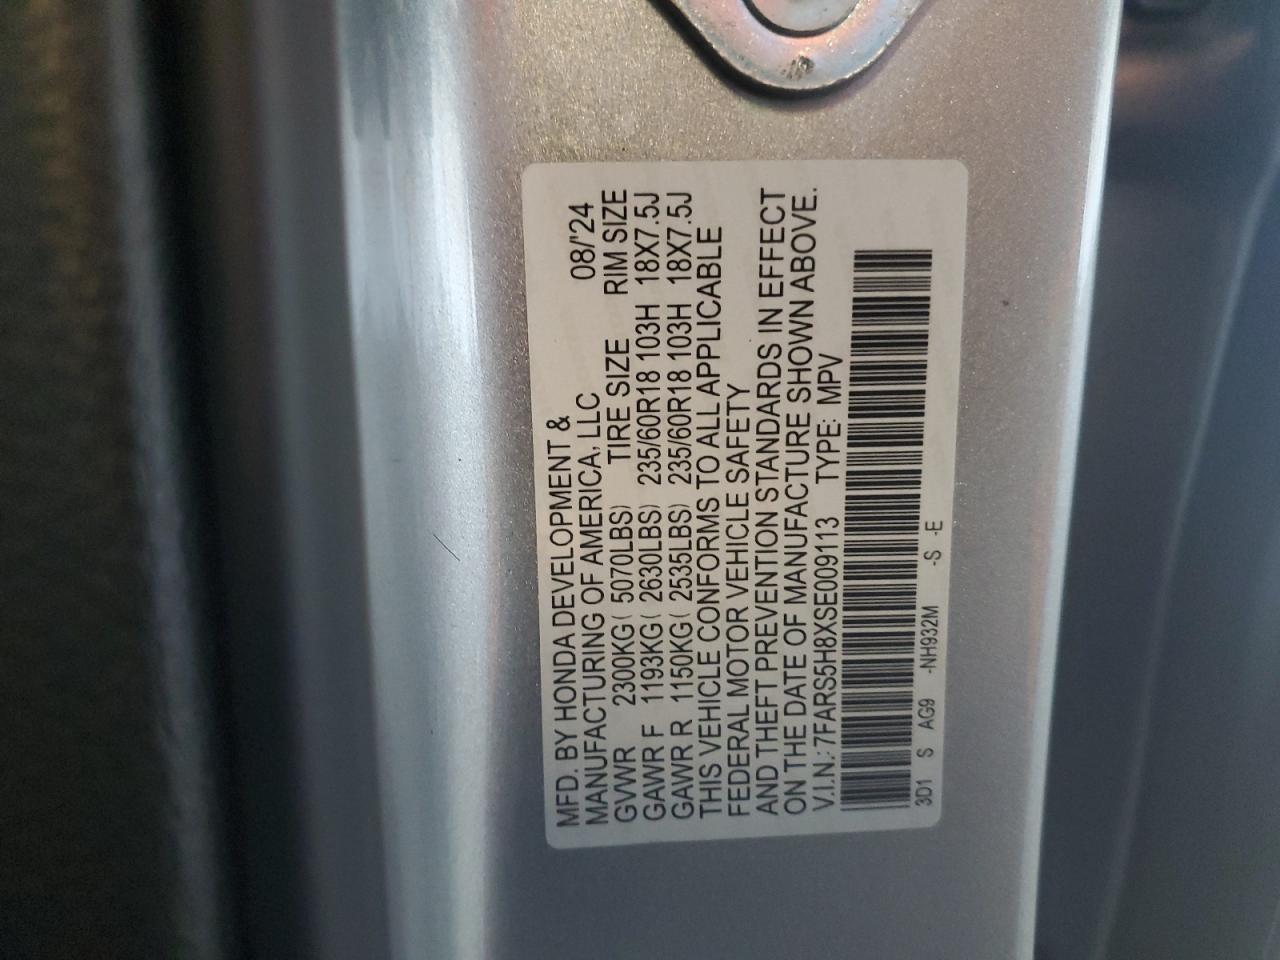 MFD. BY HONDA DEVELOPMENT &
MANUFACTURING OF AMERICA, LLC 08/'24
GVWR 2300KG( 5070LBS) TIRE SIZE RIM SIZE
GAWR F 1193KG( 2630LBS) 235/60R18 103H 18X7.5J
GAWR R 1150KG( 2535LBS) 235/60R18 103H 18X7.5J
THIS VEHICLE CONFORMS TO ALL APPLICABLE
FEDERAL MOTOR VEHICLE SAFETY
AND THEFT PREVENTION STANDARDS IN EFFECT
ON THE DATE OF MANUFACTURE SHOWN ABOVE.
V.I.N.: 7FARS5H8XSE009113 TYPE: MPV
3D1 S AG9 -NH932M -S -E